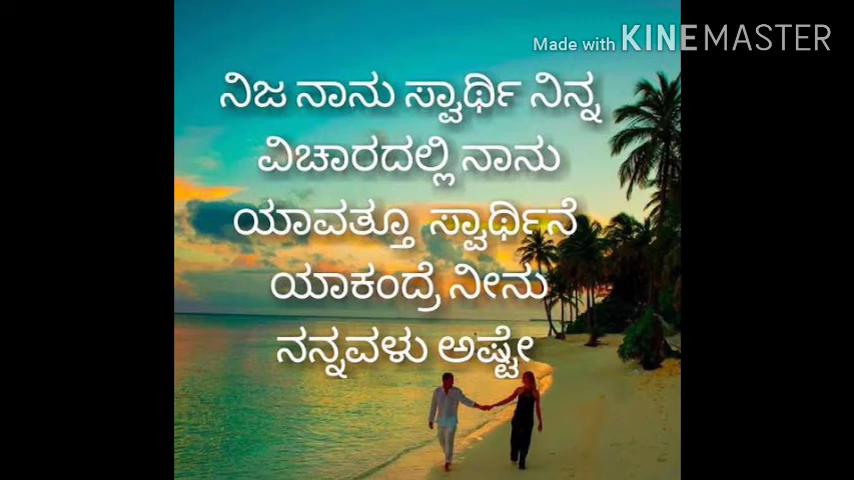 Made with KINEMASTER
ನಿಜ ನಾನು ಸ್ವಾರ್ಥಿ ನಿನ್ನ
ವಿಚಾರದಲ್ಲಿ ನಾನು
ಯಾವತ್ತೂ ಸ್ವಾರ್ಥಿನೆ
ಯಾಕಂದ್ರೆ ನೀನು
ನನ್ನವಳು ಅಷ್ಟೇ